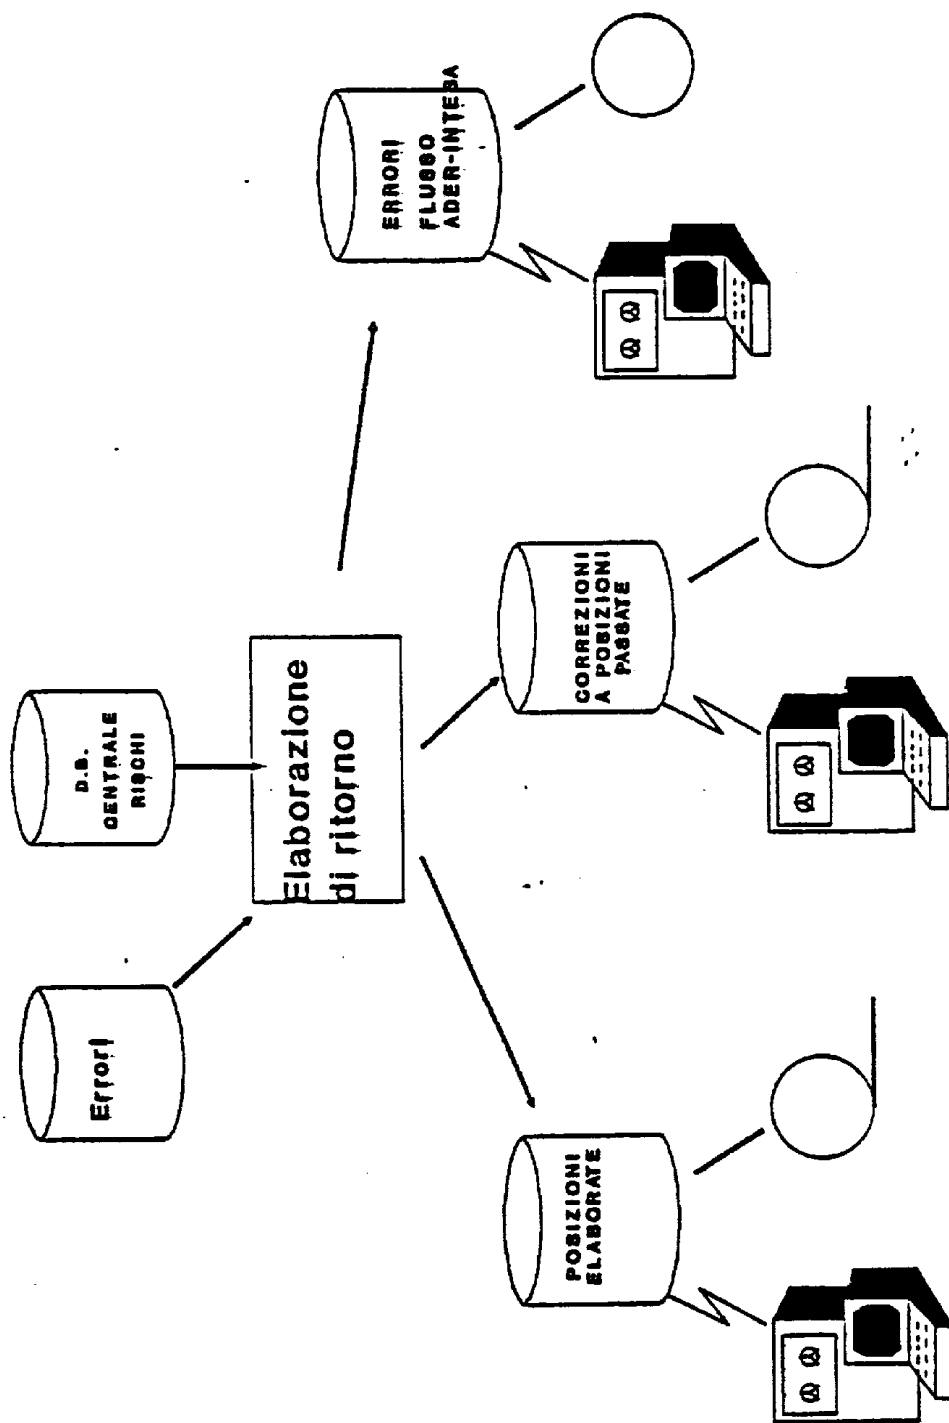 Errori
D.B.
CENTRALE
RISCHI
Elaborazione
di ritorno
POSIZIONI
ELABORATE
CORREZIONI
A POSIZIONI
PASSATE
ERRORI
FLUSSO
ADER-INTESA